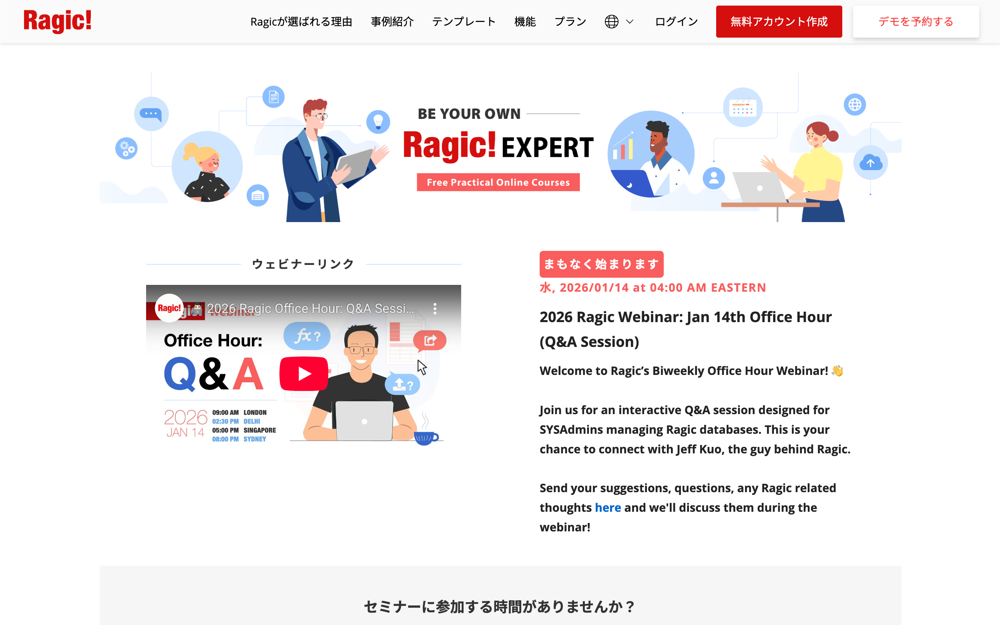 Ragic!
Ragicが選ばれる理由
事例紹介
テンプレート
機能
プラン
ログイン
無料アカウント作成
デモを予約する
BE YOUR OWN
Ragic! EXPERT
Free Practical Online Courses
ウェビナーリンク
Ragic!
2026 Ragic Office Hour: Q&A Sessi...
Webinar
Office Hour:
Q&A
fx?
?
2026
JAN 14
09:00 AM LONDON
02:30 PM DELHI
05:00 PM SINGAPORE
08:00 PM SYDNEY
まもなく始まります
水, 2026/01/14 at 04:00 AM EASTERN
2026 Ragic Webinar: Jan 14th Office Hour
(Q&A Session)
Welcome to Ragic’s Biweekly Office Hour Webinar! 👋
Join us for an interactive Q&A session designed for
SYSAdmins managing Ragic databases. This is your
chance to connect with Jeff Kuo, the guy behind Ragic.
Send your suggestions, questions, any Ragic related
thoughts here and we'll discuss them during the
webinar!
セミナーに参加する時間がありませんか？